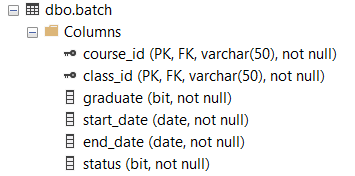 dbo.batch
Columns
course_id (PK, FK, varchar(50), not null)
class_id (PK, FK, varchar(50), not null)
graduate (bit, not null)
start_date (date, not null)
end_date (date, not null)
status (bit, not null)